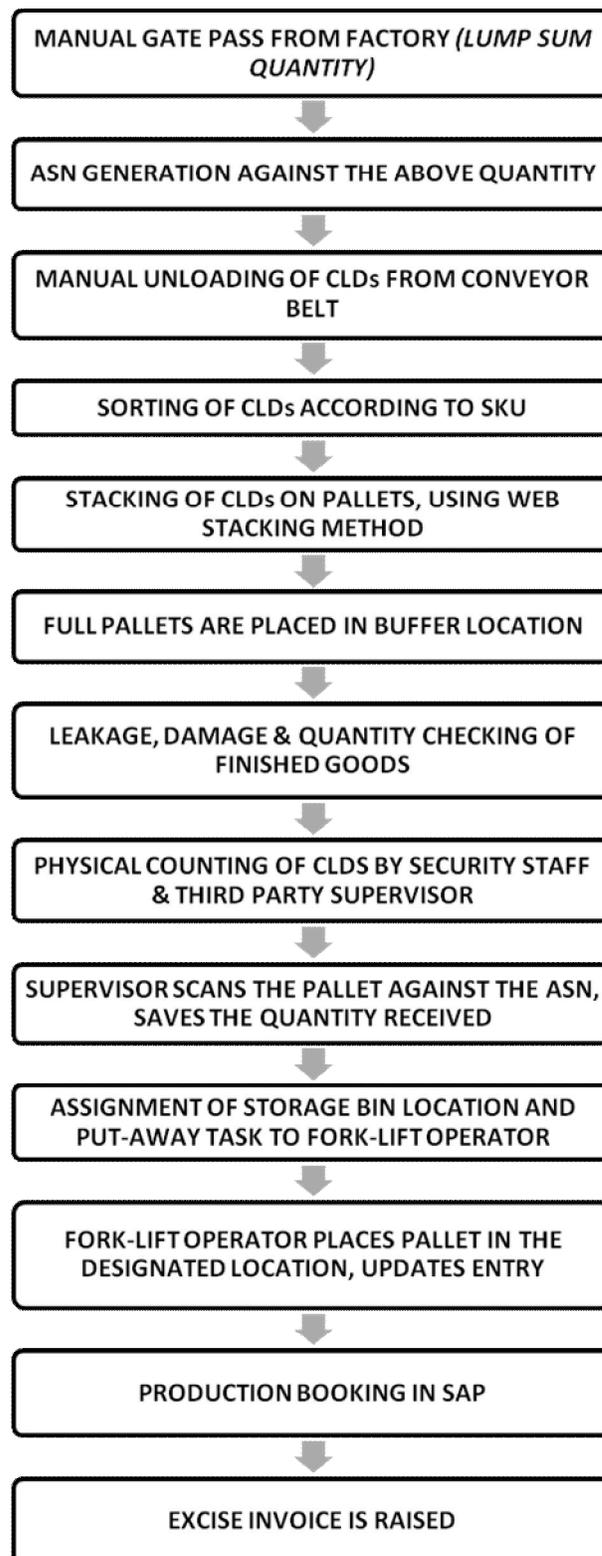 MANUAL GATE PASS FROM FACTORY (LUMP SUM
QUANTITY)
ASN GENERATION AGAINST THE ABOVE QUANTITY
MANUAL UNLOADING OF CLDs FROM CONVEYOR
BELT
SORTING OF CLDs ACCORDING TO SKU
STACKING OF CLDs ON PALLETS, USING WEB
STACKING METHOD
FULL PALLETS ARE PLACED IN BUFFER LOCATION
LEAKAGE, DAMAGE & QUANTITY CHECKING OF
FINISHED GOODS
PHYSICAL COUNTING OF CLDS BY SECURITY STAFF
& THIRD PARTY SUPERVISOR
SUPERVISOR SCANS THE PALLET AGAINST THE ASN,
SAVES THE QUANTITY RECEIVED
ASSIGNMENT OF STORAGE BIN LOCATION AND
PUT-AWAY TASK TO FORK-LIFT OPERATOR
FORK-LIFT OPERATOR PLACES PALLET IN THE
DESIGNATED LOCATION, UPDATES ENTRY
PRODUCTION BOOKING IN SAP
EXCISE INVOICE IS RAISED